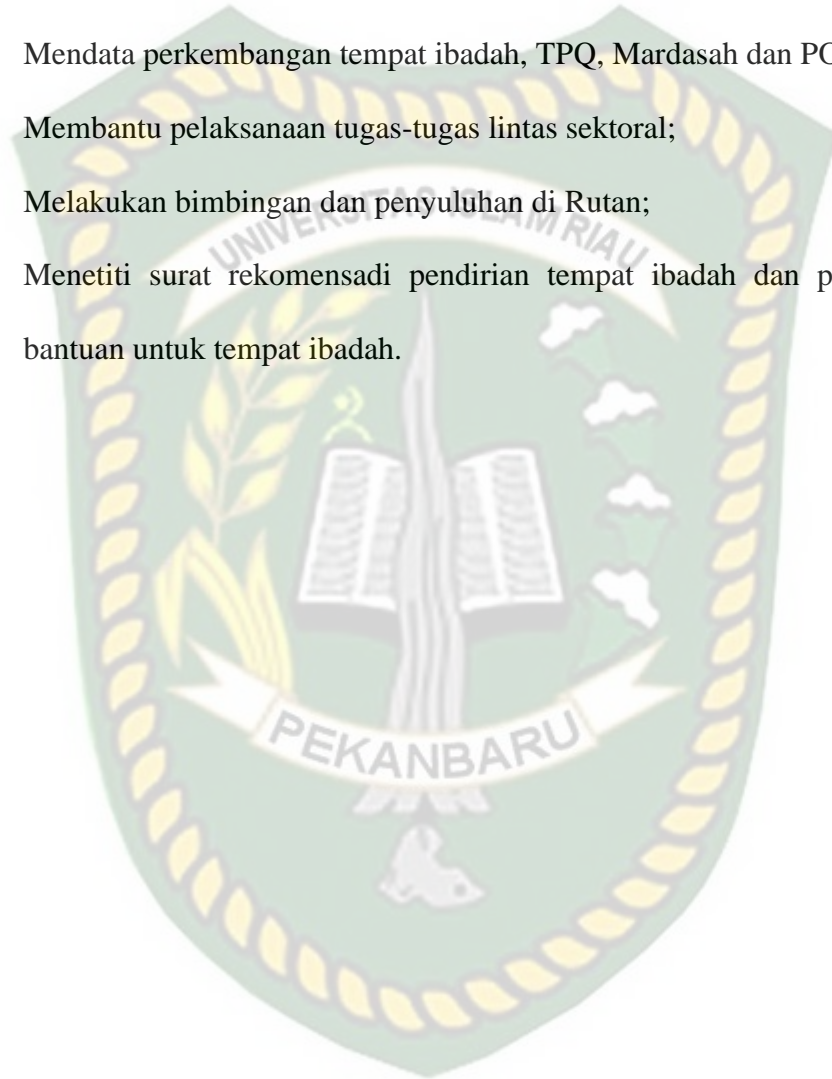 Mendata perkembangan tempat ibadah, TPQ, Mardasah dan
Membantu pelaksanaan tugas-tugas lintas sektoral;
Melakukan bimbingan dan penyuluhan di Rutan;
UNIVERSITAS ISLAM RIAU
Menetiti surat rekomensadi pendirian tempat ibadah dan
bantuan untuk tempat ibadah.
PEKANBARU